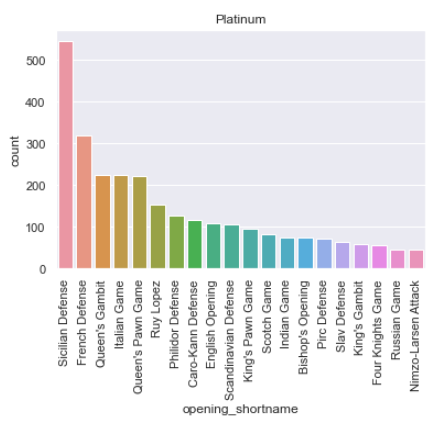 Platinum
500
400
300
200
100
0
count
Sicilian Defense
French Defense
Queen's Gambit
Italian Game
Queen's Pawn Game
Ruy Lopez
Philidor Defense
Caro-Kann Defense
English Opening
Scandinavian Defense
King's Pawn Game
Scotch Game
Indian Game
Bishop's Opening
Pirc Defense
Slav Defense
King's Gambit
Four Knights Game
Russian Game
Nimzo-Larsen Attack
opening_shortname